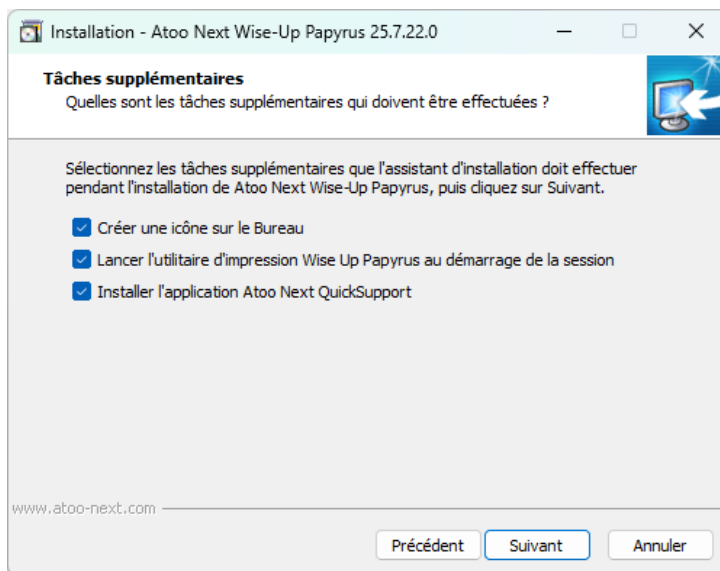 Installation - Atoo Next Wise-Up Papyrus 25.7.22.0
Tâches supplémentaires
Quelles sont les tâches supplémentaires qui doivent être effectuées ?
Sélectionnez les tâches supplémentaires que l'assistant d'installation doit effectuer
pendant l'installation de Atoo Next Wise-Up Papyrus, puis cliquez sur Suivant.
Créer une icône sur le Bureau
Lancer l'utilitaire d'impression Wise Up Papyrus au démarrage de la session
Installer l'application Atoo Next QuickSupport
www.atoo-next.com
Précédent Suivant Annuler